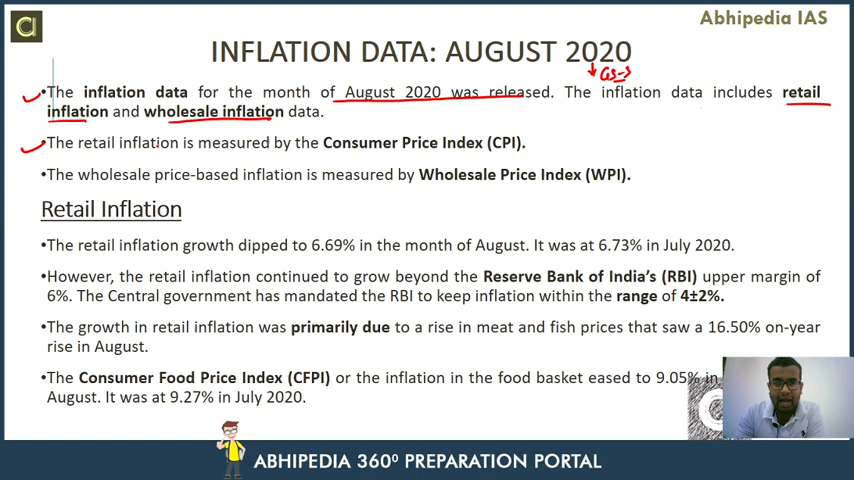 Abhipedia IAS
INFLATION DATA: AUGUST 2020
•The inflation data for the month of August 2020 was released. The inflation data includes retail
inflation and wholesale inflation data.
•The retail inflation is measured by the Consumer Price Index (CPI).
•The wholesale price-based inflation is measured by Wholesale Price Index (WPI).
Retail Inflation
•The retail inflation growth dipped to 6.69% in the month of August. It was at 6.73% in July 2020.
•However, the retail inflation continued to grow beyond the Reserve Bank of India's (RBI) upper margin of
6%. The Central government has mandated the RBI to keep inflation within the range of 4±2%.
•The growth in retail inflation was primarily due to a rise in meat and fish prices that saw a 16.50% on-year
rise in August.
•The Consumer Food Price Index (CFPI) or the inflation in the food basket eased to 9.05% in
August. It was at 9.27% in July 2020.
ABHIPEDIA 360⁰ PREPARATION PORTAL